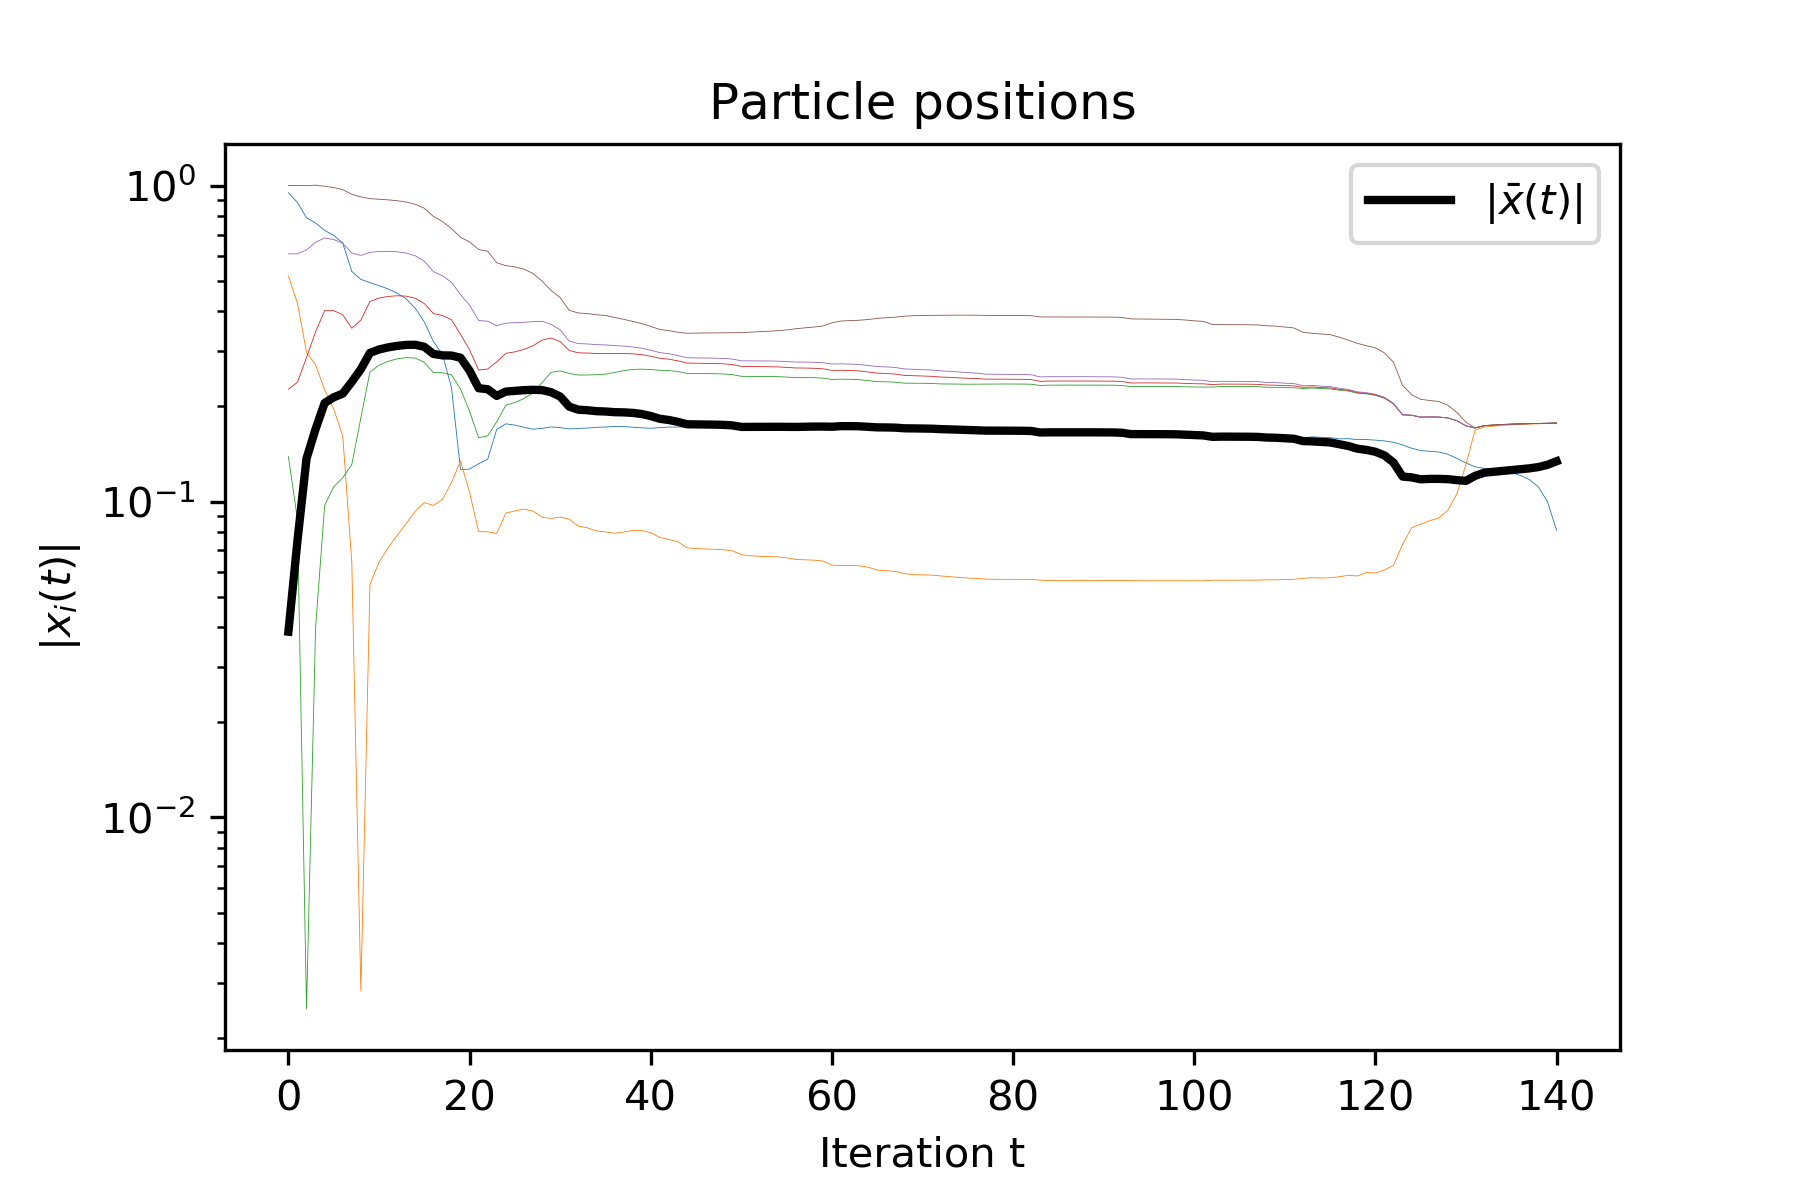 Particle positions
|x̄(t)|
10⁰
10⁻¹
10⁻²
|xᵢ(t)|
0 20 40 60 80 100 120 140
Iteration t